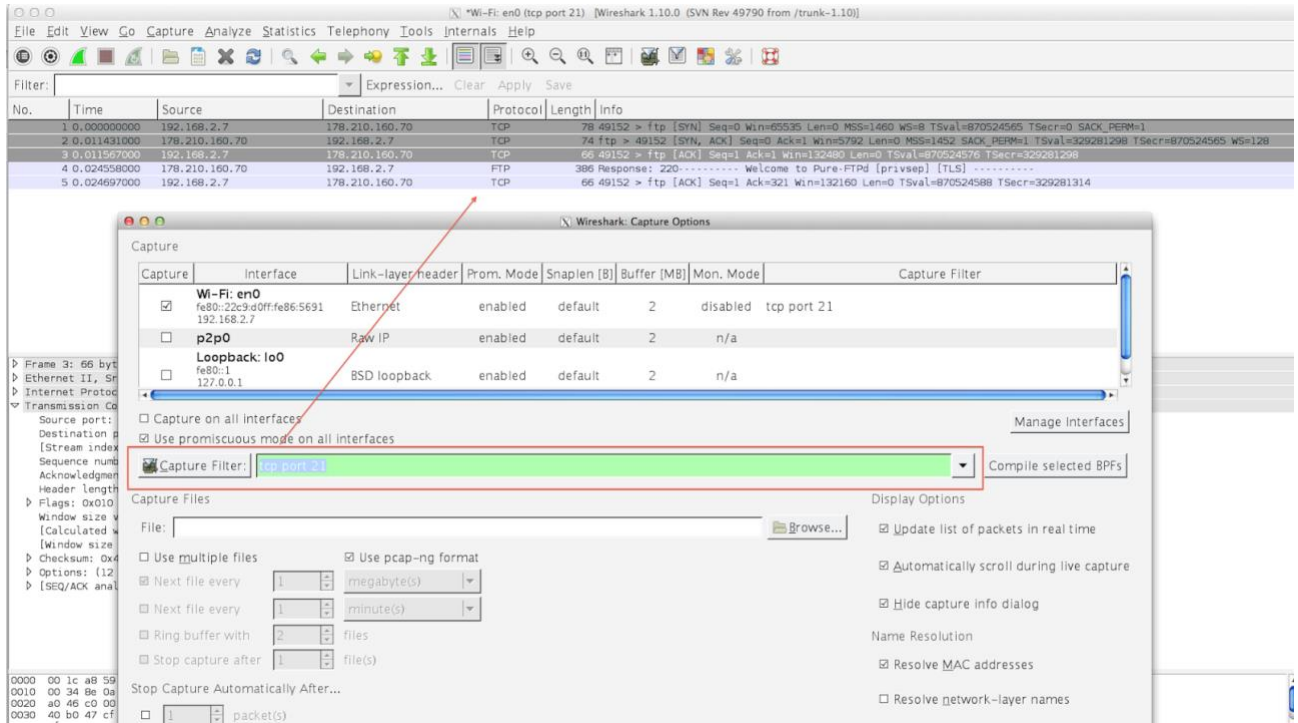 *Wi-Fi: en0 (tcp port 21) [Wireshark 1.10.0 (SVN Rev 49790 from /trunk-1.10)]
File Edit View Go Capture Analyze Statistics Telephony Tools Internals Help
Filter: Expression... Clear Apply Save
No. Time Source Destination Protocol Length Info
1 0.000000000 192.168.2.7 178.210.160.70 TCP 78 49152 > ftp [SYN] Seq=0 Win=65535 Len=0 MSS=1460 WS=8 TSval=870524565 TSecr=0 SACK_PERM=1
2 0.011431000 178.210.160.70 192.168.2.7 TCP 74 ftp > 49152 [SYN, ACK] Seq=0 Ack=1 Win=5792 Len=0 MSS=1452 SACK_PERM=1 TSval=329281298 TSecr=870524565 WS=128
3 0.011567000 192.168.2.7 178.210.160.70 TCP 66 49152 > ftp [ACK] Seq=1 Ack=1 Win=132480 Len=0 TSval=870524576 TSecr=329281298
4 0.024558000 178.210.160.70 192.168.2.7 FTP 386 Response: 220---------- Welcome to Pure-FTPd [privsep] [TLS] ----------
5 0.024697000 192.168.2.7 178.210.160.70 TCP 66 49152 > ftp [ACK] Seq=1 Ack=321 Win=132160 Len=0 TSval=870524588 TSecr=329281314
Wireshark: Capture Options
Capture
Capture Interface Link-layer header Prom. Mode Snaplen [B] Buffer [MB] Mon. Mode Capture Filter
Wi-Fi: en0
fe80::22c9:d0ff:fe86:5691 Ethernet enabled default 2 disabled tcp port 21
192.168.2.7
p2p0 Raw IP enabled default 2 n/a
Loopback: lo0
fe80::1 BSD loopback enabled default 2 n/a
127.0.0.1
Capture on all interfaces
Manage Interfaces
Use promiscuous mode on all interfaces
Capture Filter: tcp port 21 Compile selected BPFs
Capture Files
File: Browse...
Use multiple files Use pcap-ng format
Next file every 1 megabyte(s)
Next file every 1 minute(s)
Ring buffer with 2 files
Stop capture after 1 file(s)
Stop Capture Automatically After...
1 packet(s)
Display Options
Update list of packets in real time
Automatically scroll during live capture
Hide capture info dialog
Name Resolution
Resolve MAC addresses
Resolve network-layer names
Frame 3: 66 byt
Ethernet II, Sr
Internet Protoc
Transmission Co
Source port:
Destination p
[Stream index
Sequence numb
Acknowledgmen
Header length
Flags: 0x010
Window size v
[Calculated w
[Window size
Checksum: 0x4
Options: (12
[SEQ/ACK anal
0000 00 1c a8 59
0010 00 34 8e 0a
0020 a0 46 c0 00
0030 40 b0 47 cf